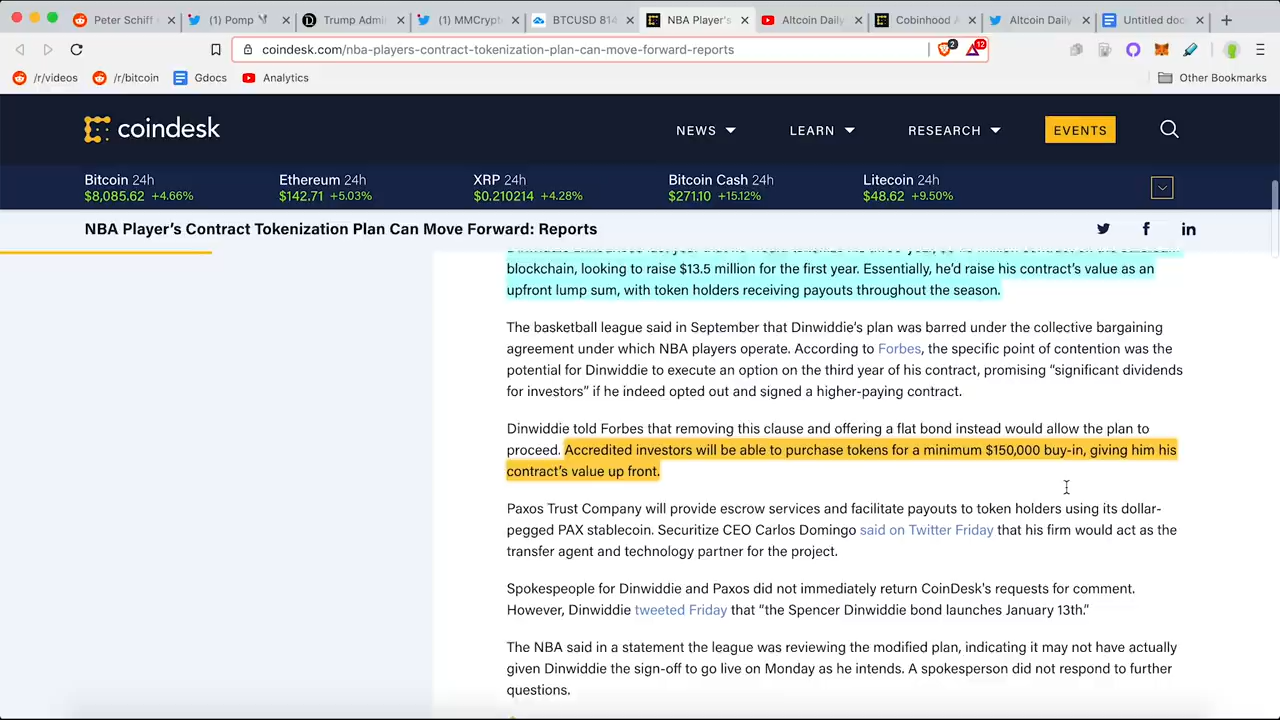 Peter Schiff
(1) Pomp
Trump Admi
(1) MMCrypt
BTCUSD 814
NBA Player's
Altcoin Daily
Cobinhood A
Altcoin Daily
Untitled doc
coindesk.com/nba-players-contract-tokenization-plan-can-move-forward-reports
2
12
/r/videos
/r/bitcoin
Gdocs
Analytics
Other Bookmarks
coindesk
NEWS
LEARN
RESEARCH
EVENTS
Bitcoin 24h
$8,085.62 +4.66%
Ethereum 24h
$142.71 +5.03%
XRP 24h
$0.210214 +4.28%
Bitcoin Cash 24h
$271.10 +15.12%
Litecoin 24h
$48.62 +9.50%
NBA Player's Contract Tokenization Plan Can Move Forward: Reports
blockchain, looking to raise $13.5 million for the first year. Essentially, he'd raise his contract's value as an
upfront lump sum, with token holders receiving payouts throughout the season.
The basketball league said in September that Dinwiddie's plan was barred under the collective bargaining
agreement under which NBA players operate. According to Forbes, the specific point of contention was the
potential for Dinwiddie to execute an option on the third year of his contract, promising "significant dividends
for investors" if he indeed opted out and signed a higher-paying contract.
Dinwiddie told Forbes that removing this clause and offering a flat bond instead would allow the plan to
proceed. Accredited investors will be able to purchase tokens for a minimum $150,000 buy-in, giving him his
contract's value up front.
Paxos Trust Company will provide escrow services and facilitate payouts to token holders using its dollar-
pegged PAX stablecoin. Securitize CEO Carlos Domingo said on Twitter Friday that his firm would act as the
transfer agent and technology partner for the project.
Spokespeople for Dinwiddie and Paxos did not immediately return CoinDesk's requests for comment.
However, Dinwiddie tweeted Friday that "the Spencer Dinwiddie bond launches January 13th."
The NBA said in a statement the league was reviewing the modified plan, indicating it may not have actually
given Dinwiddie the sign-off to go live on Monday as he intends. A spokesperson did not respond to further
questions.